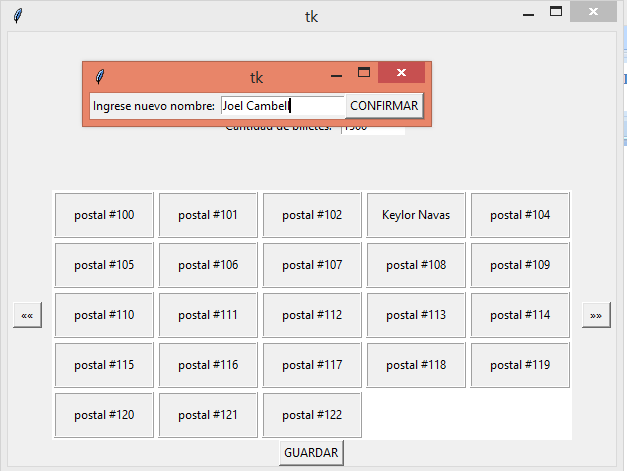 tk
tk
Ingrese nuevo nombre: Joel Cambell CONFIRMAR
Cantidad de billetes: 1500
postal #100 postal #101 postal #102 Keylor Navas postal #104
postal #105 postal #106 postal #107 postal #108 postal #109
«« postal #110 postal #111 postal #112 postal #113 postal #114 »»
postal #115 postal #116 postal #117 postal #118 postal #119
postal #120 postal #121 postal #122
GUARDAR